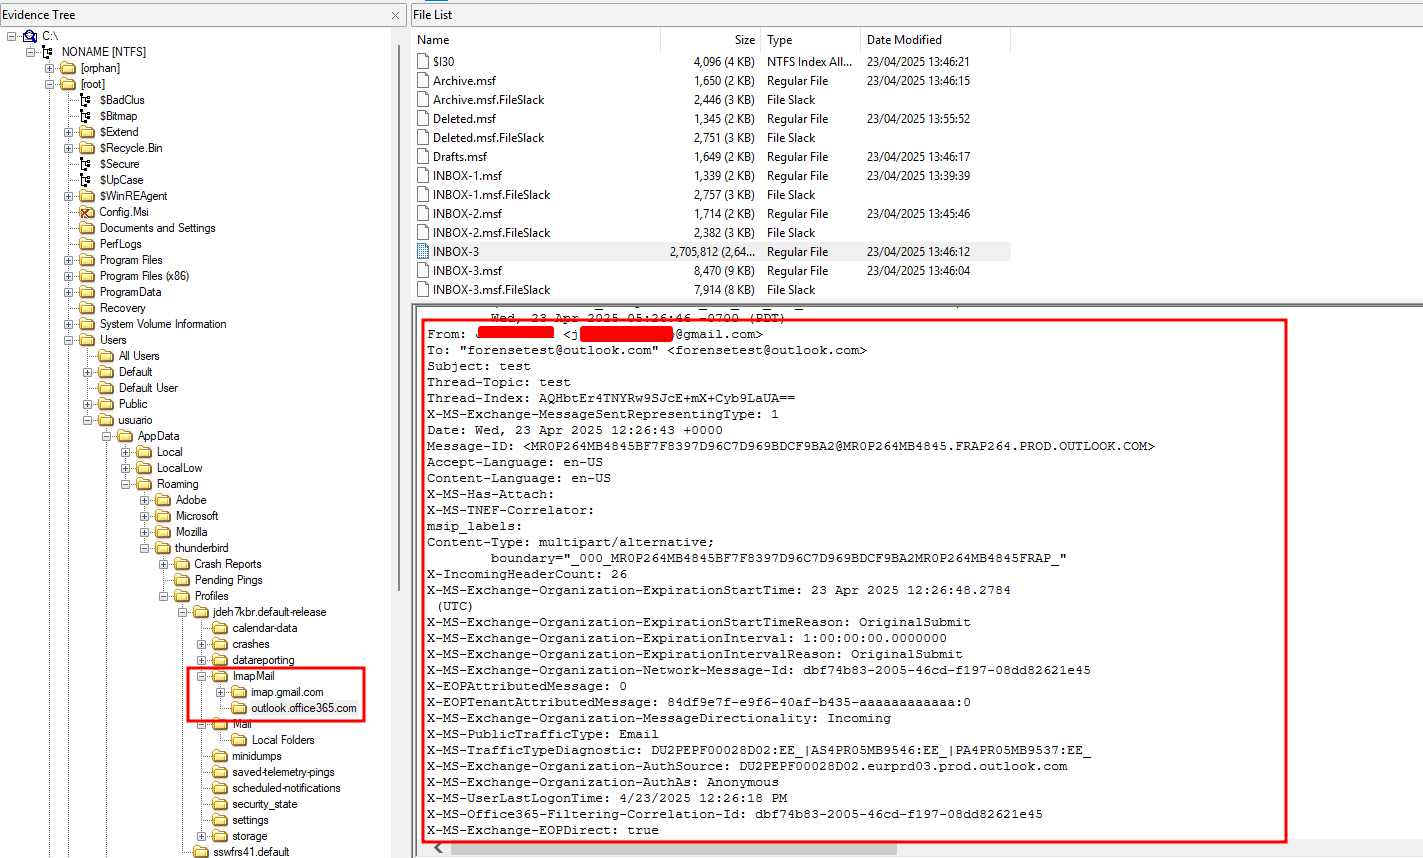 Evidence Tree
C:\
NONAME [NTFS]
[orphan]
[root]
$BadClus
$Bitmap
$Extend
$Recycle.Bin
$Secure
$UpCase
$WinREAgent
Config.Msi
Documents and Settings
PerfLogs
Program Files
Program Files (x86)
ProgramData
Recovery
System Volume Information
Users
All Users
Default
Default User
Public
usuario
AppData
Local
LocalLow
Roaming
Adobe
Microsoft
Mozilla
thunderbird
Crash Reports
Pending Pings
Profiles
jdeh7kbr.default-release
calendar-data
crashes
datareporting
ImapMail
imap.gmail.com
outlook.office365.com
Mail
Local Folders
minidumps
saved-telemetry-pings
scheduled-notifications
security_state
settings
storage
sswfrs41.default
File List
Name Size Type Date Modified
$I30 4,096 (4 KB) NTFS Index All... 23/04/2025 13:46:21
Archive.msf 1,650 (2 KB) Regular File 23/04/2025 13:46:15
Archive.msf.FileSlack 2,446 (3 KB) File Slack
Deleted.msf 1,345 (2 KB) Regular File 23/04/2025 13:55:52
Deleted.msf.FileSlack 2,751 (3 KB) File Slack
Drafts.msf 1,649 (2 KB) Regular File 23/04/2025 13:46:17
INBOX-1.msf 1,339 (2 KB) Regular File 23/04/2025 13:39:39
INBOX-1.msf.FileSlack 2,757 (3 KB) File Slack
INBOX-2.msf 1,714 (2 KB) Regular File 23/04/2025 13:45:46
INBOX-2.msf.FileSlack 2,382 (3 KB) File Slack
INBOX-3 2,705,812 (2,64... Regular File 23/04/2025 13:46:12
INBOX-3.msf 8,470 (9 KB) Regular File 23/04/2025 13:46:04
INBOX-3.msf.FileSlack 7,914 (8 KB) File Slack
Wed, 23 Apr 2025 05:26:46 -0700 (PDT)
From: <j @gmail.com>
To: "forensetest@outlook.com" <forensetest@outlook.com>
Subject: test
Thread-Topic: test
Thread-Index: AQHbtEr4TNYRw9SJcE+mX+Cyb9LaUA==
X-MS-Exchange-MessageSentRepresentingType: 1
Date: Wed, 23 Apr 2025 12:26:43 +0000
Message-ID: <MR0P264MB4845BF7F8397D96C7D969BDCF9BA2@MR0P264MB4845.FRAP264.PROD.OUTLOOK.COM>
Accept-Language: en-US
Content-Language: en-US
X-MS-Has-Attach:
X-MS-TNEF-Correlator:
msip_labels:
Content-Type: multipart/alternative;
boundary="_000_MR0P264MB4845BF7F8397D96C7D969BDCF9BA2MR0P264MB4845FRAP_"
X-IncomingHeaderCount: 26
X-MS-Exchange-Organization-ExpirationStartTime: 23 Apr 2025 12:26:48.2784
(UTC)
X-MS-Exchange-Organization-ExpirationStartTimeReason: OriginalSubmit
X-MS-Exchange-Organization-ExpirationInterval: 1:00:00:00.0000000
X-MS-Exchange-Organization-ExpirationIntervalReason: OriginalSubmit
X-MS-Exchange-Organization-Network-Message-Id: dbf74b83-2005-46cd-f197-08dd82621e45
X-EOPAttributedMessage: 0
X-EOPTenantAttributedMessage: 84df9e7f-e9f6-40af-b435-aaaaaaaaaaaa:0
X-MS-Exchange-Organization-MessageDirectionality: Incoming
X-MS-PublicTrafficType: Email
X-MS-TrafficTypeDiagnostic: DU2PEPF00028D02:EE_|AS4PR05MB9546:EE_|PA4PR05MB9537:EE_
X-MS-Exchange-Organization-AuthSource: DU2PEPF00028D02.eurprd03.prod.outlook.com
X-MS-Exchange-Organization-AuthAs: Anonymous
X-MS-UserLastLogonTime: 4/23/2025 12:26:18 PM
X-MS-Office365-Filtering-Correlation-Id: dbf74b83-2005-46cd-f197-08dd82621e45
X-MS-Exchange-EOPDirect: true